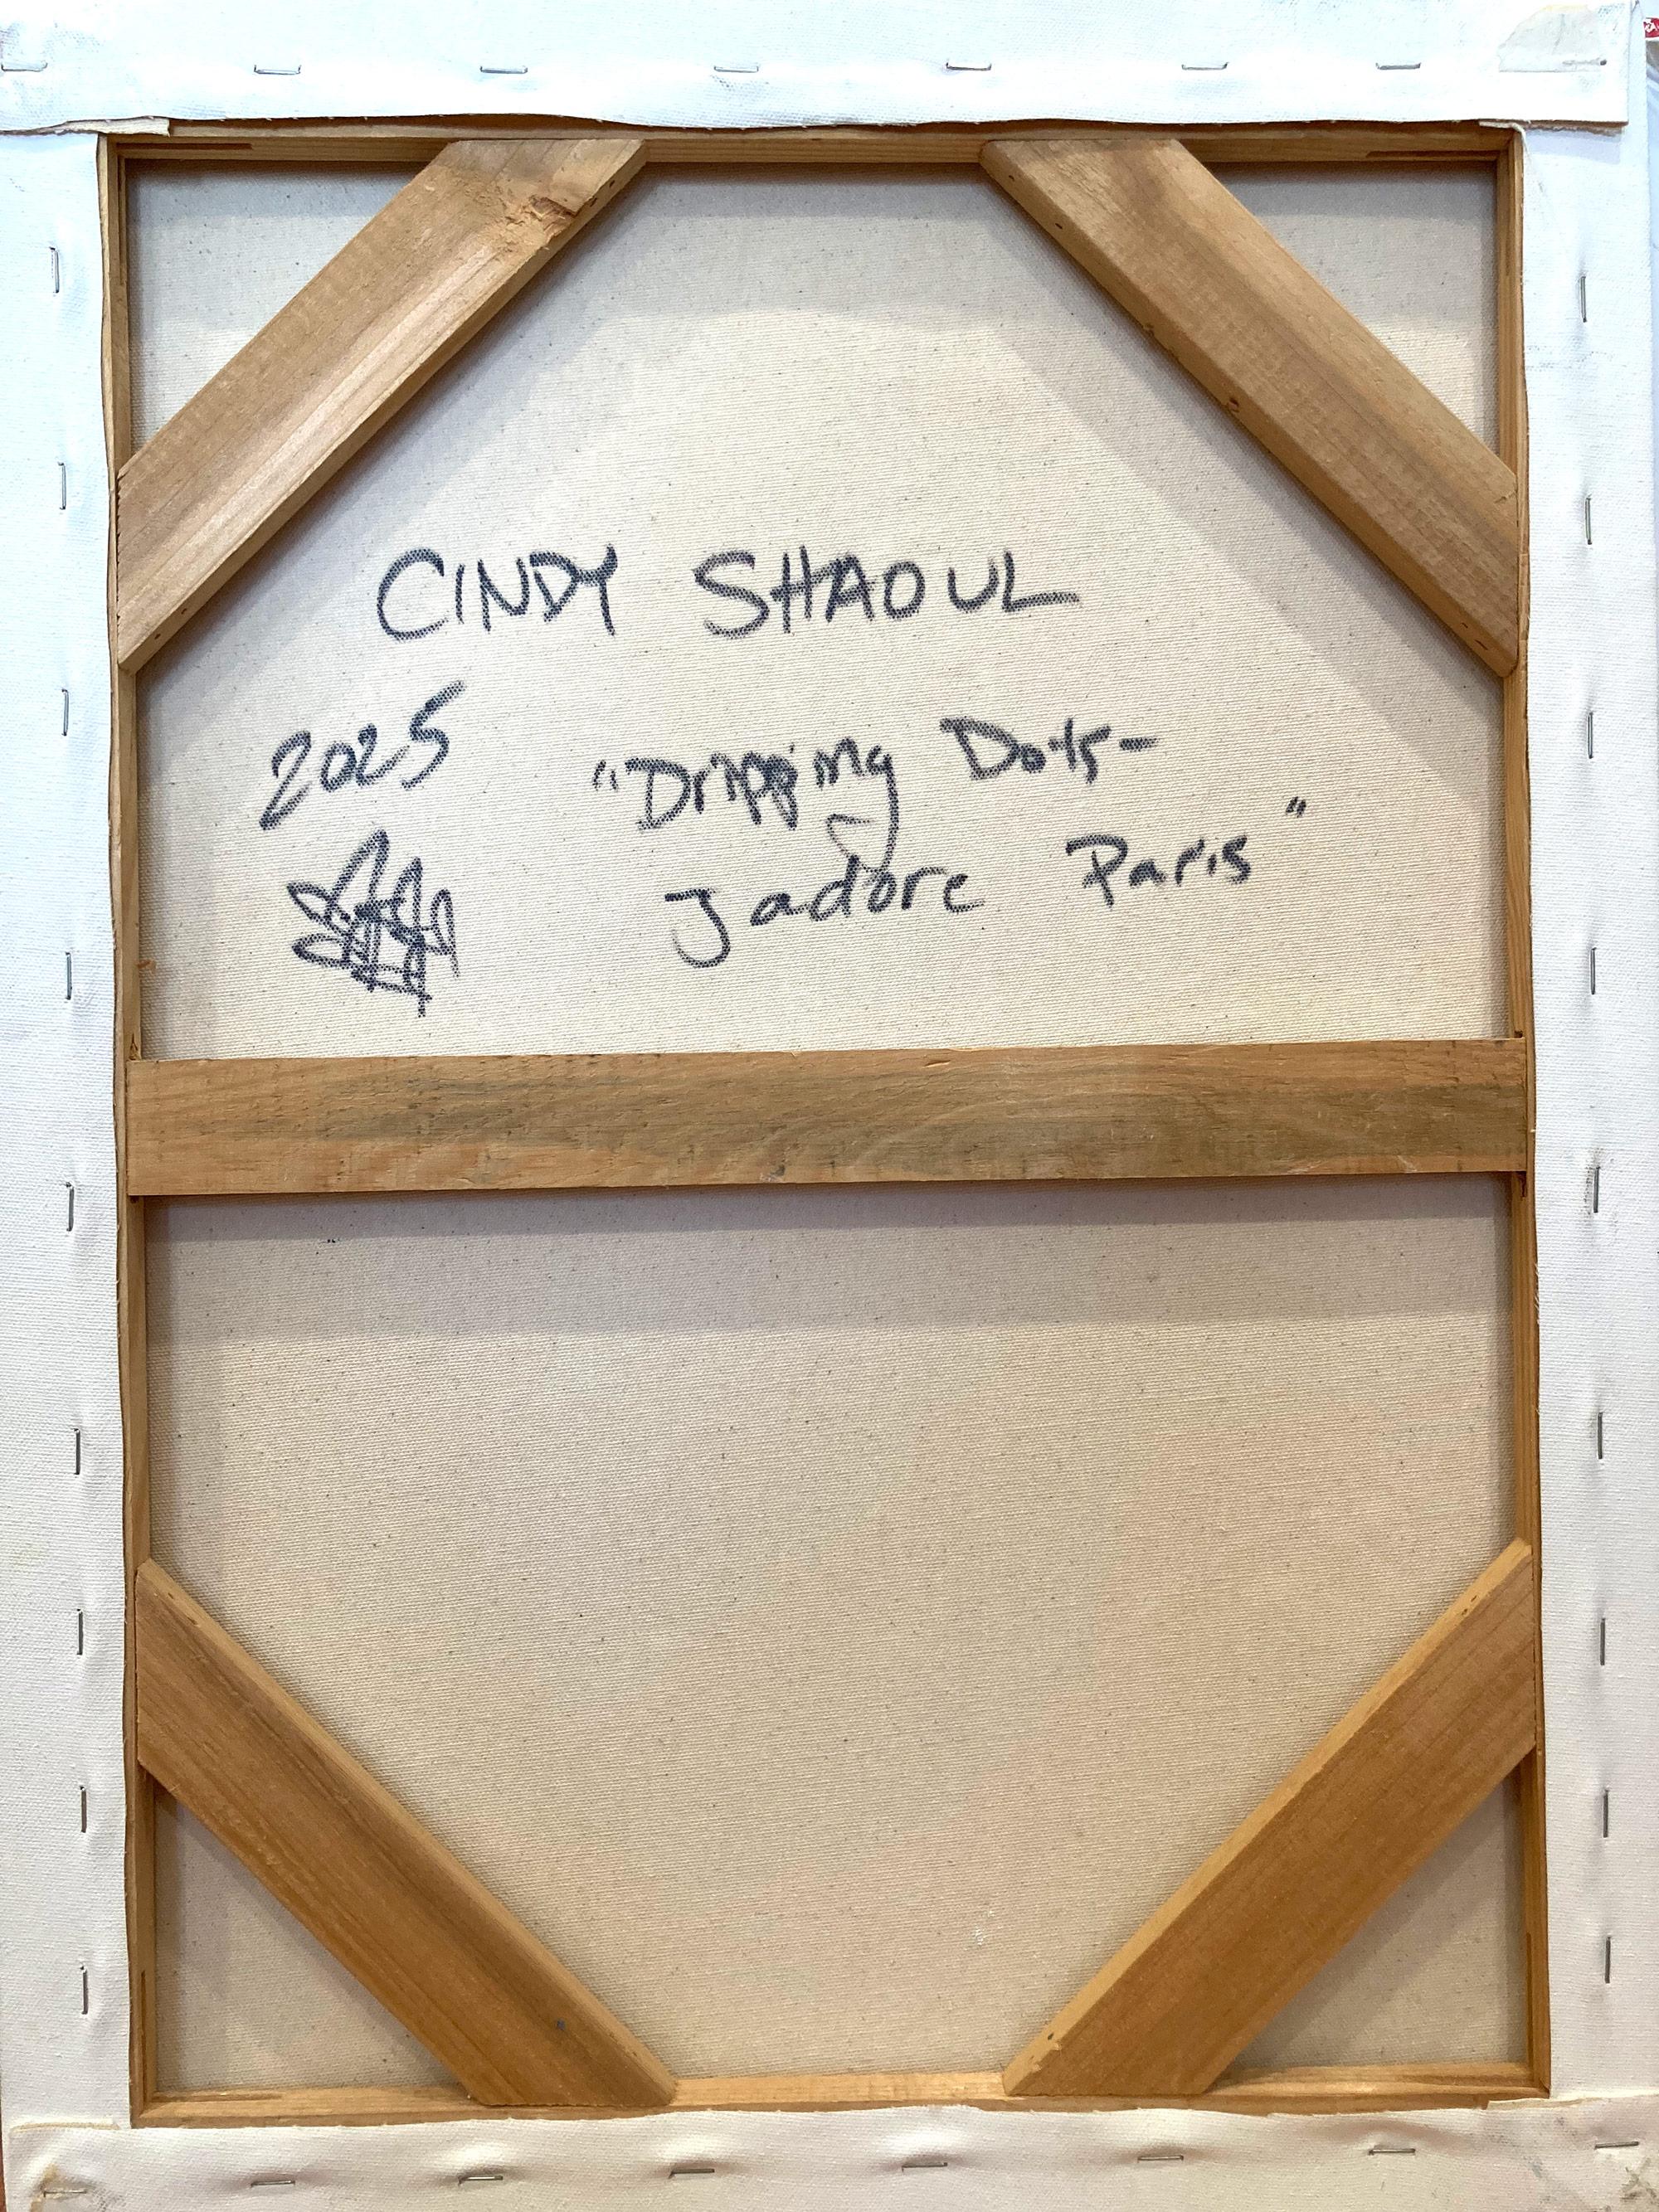 CINDY SHAOUL
2025 "Dripping Dots-
Jadore Paris"